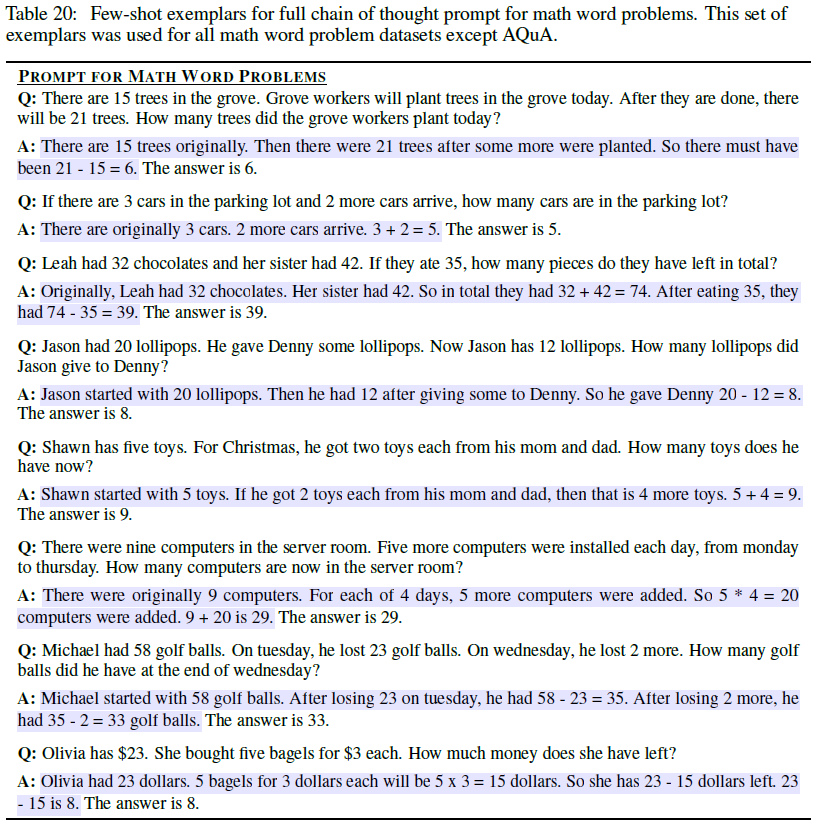 Table 20: Few-shot exemplars for full chain of thought prompt for math word problems. This set of
exemplars was used for all math word problem datasets except AQuA.
PROMPT FOR MATH WORD PROBLEMS
Q: There are 15 trees in the grove. Grove workers will plant trees in the grove today. After they are done, there
will be 21 trees. How many trees did the grove workers plant today?
A: There are 15 trees originally. Then there were 21 trees after some more were planted. So there must have
been 21 - 15 = 6. The answer is 6.
Q: If there are 3 cars in the parking lot and 2 more cars arrive, how many cars are in the parking lot?
A: There are originally 3 cars. 2 more cars arrive. 3 + 2 = 5. The answer is 5.
Q: Leah had 32 chocolates and her sister had 42. If they ate 35, how many pieces do they have left in total?
A: Originally, Leah had 32 chocolates. Her sister had 42. So in total they had 32 + 42 = 74. After eating 35, they
had 74 - 35 = 39. The answer is 39.
Q: Jason had 20 lollipops. He gave Denny some lollipops. Now Jason has 12 lollipops. How many lollipops did
Jason give to Denny?
A: Jason started with 20 lollipops. Then he had 12 after giving some to Denny. So he gave Denny 20 - 12 = 8.
The answer is 8.
Q: Shawn has five toys. For Christmas, he got two toys each from his mom and dad. How many toys does he
have now?
A: Shawn started with 5 toys. If he got 2 toys each from his mom and dad, then that is 4 more toys. 5 + 4 = 9.
The answer is 9.
Q: There were nine computers in the server room. Five more computers were installed each day, from monday
to thursday. How many computers are now in the server room?
A: There were originally 9 computers. For each of 4 days, 5 more computers were added. So 5 * 4 = 20
computers were added. 9 + 20 is 29. The answer is 29.
Q: Michael had 58 golf balls. On tuesday, he lost 23 golf balls. On wednesday, he lost 2 more. How many golf
balls did he have at the end of wednesday?
A: Michael started with 58 golf balls. After losing 23 on tuesday, he had 58 - 23 = 35. After losing 2 more, he
had 35 - 2 = 33 golf balls. The answer is 33.
Q: Olivia has $23. She bought five bagels for $3 each. How much money does she have left?
A: Olivia had 23 dollars. 5 bagels for 3 dollars each will be 5 x 3 = 15 dollars. So she has 23 - 15 dollars left. 23
- 15 is 8. The answer is 8.